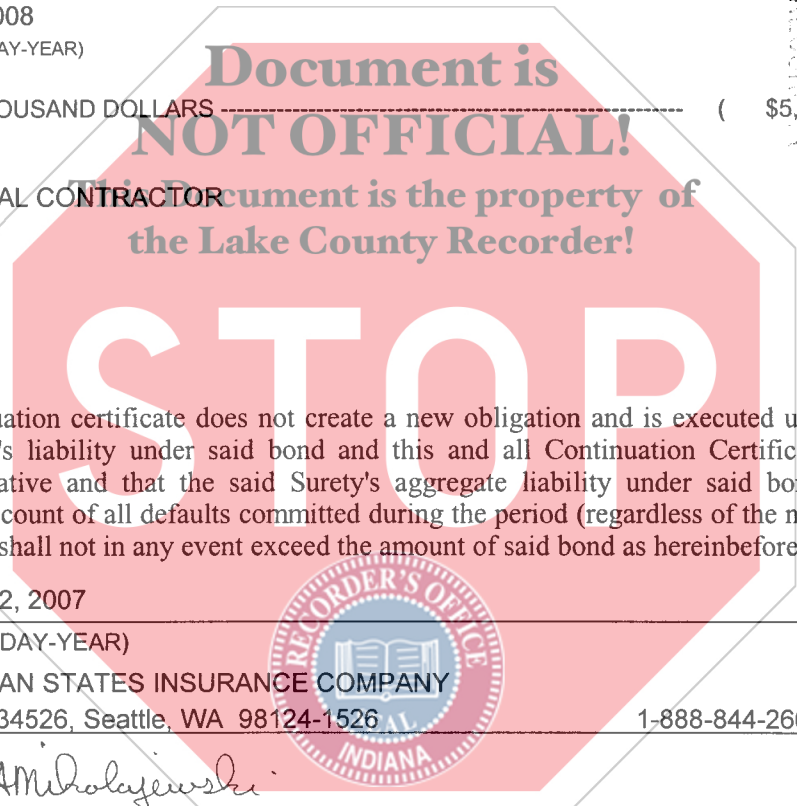 008
AY-YEAR)
Document is
OUSAND DOLLARS ------------------------------------------------------- ( $5,
NOT OFFICIAL!
AL CONTRACTOR
This Document is the property of
the Lake County Recorder!
STOP
uation certificate does not create a new obligation and is executed u
's liability under said bond and this and all Continuation Certific
ative and that the said Surety's aggregate liability under said bo
count of all defaults committed during the period (regardless of the n
shall not in any event exceed the amount of said bond as hereinbefore
2, 2007
DAY-YEAR)
AN STATES INSURANCE COMPANY
34526, Seattle, WA 98124-1526 1-888-844-26
RECORDER'S OFFICE
SEAL
INDIANA
AMikolajewski